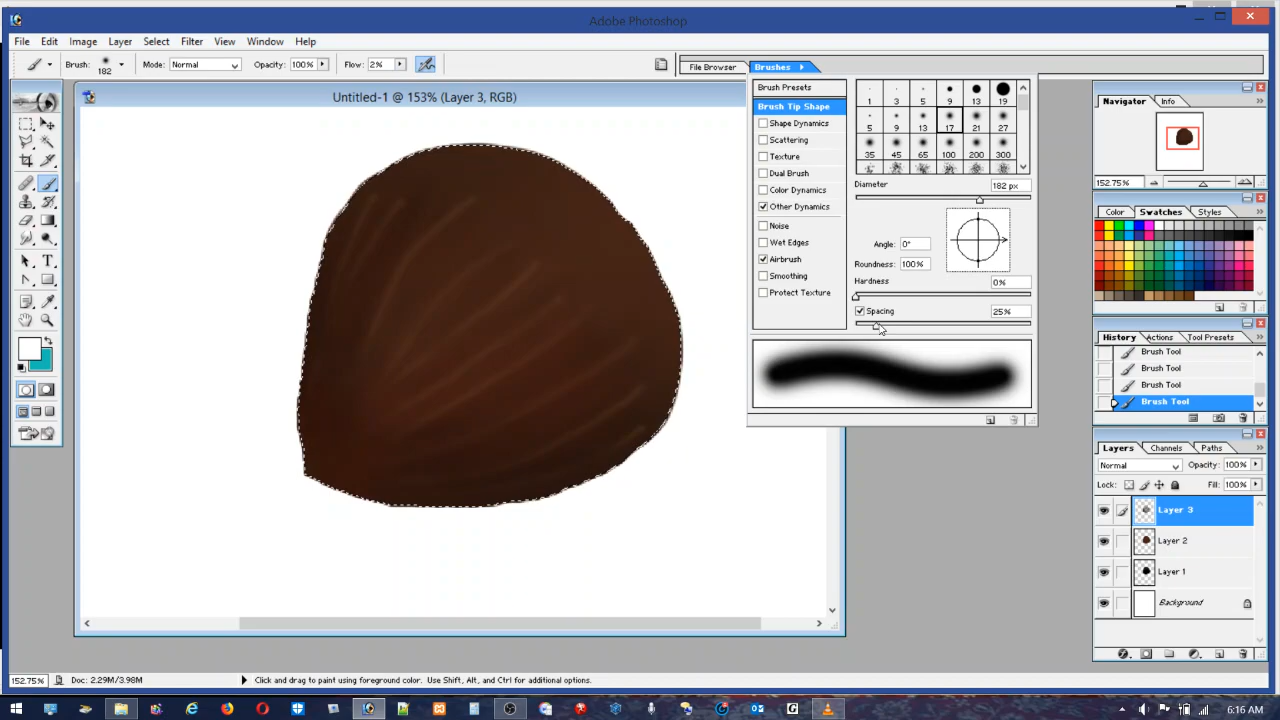 Adobe Photoshop
File Edit Image Layer Select Filter View Window Help
Brush: 182 Mode: Normal Opacity: 100% Flow: 2%
File Browser Brushes
Untitled-1 @ 153% (Layer 3, RGB)
Brush Presets
Brush Tip Shape
Shape Dynamics
Scattering
Texture
Dual Brush
Color Dynamics
Other Dynamics
Noise
Wet Edges
Airbrush
Smoothing
Protect Texture
1 3 5 9 13 19
5 9 13 17 21 27
35 45 65 100 200 300
Diameter 182 px
Angle: 0°
Roundness: 100%
Hardness 0%
Spacing 25%
Navigator Info
152.75%
Color Swatches Styles
History Actions Tool Presets
Brush Tool
Brush Tool
Brush Tool
Brush Tool
Layers Channels Paths
Normal Opacity: 100%
Lock: Fill: 100%
Layer 3
Layer 2
Layer 1
Background
152.75% Doc: 2.29M/3.98M Click and drag to paint using foreground color. Use Shift, Alt, and Ctrl for additional options.
6:16 AM